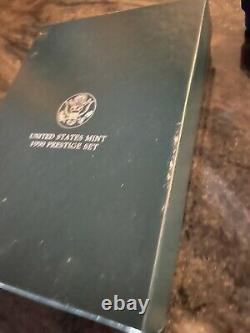 UNITED STATES MINT
1990 PRESTIGE SET